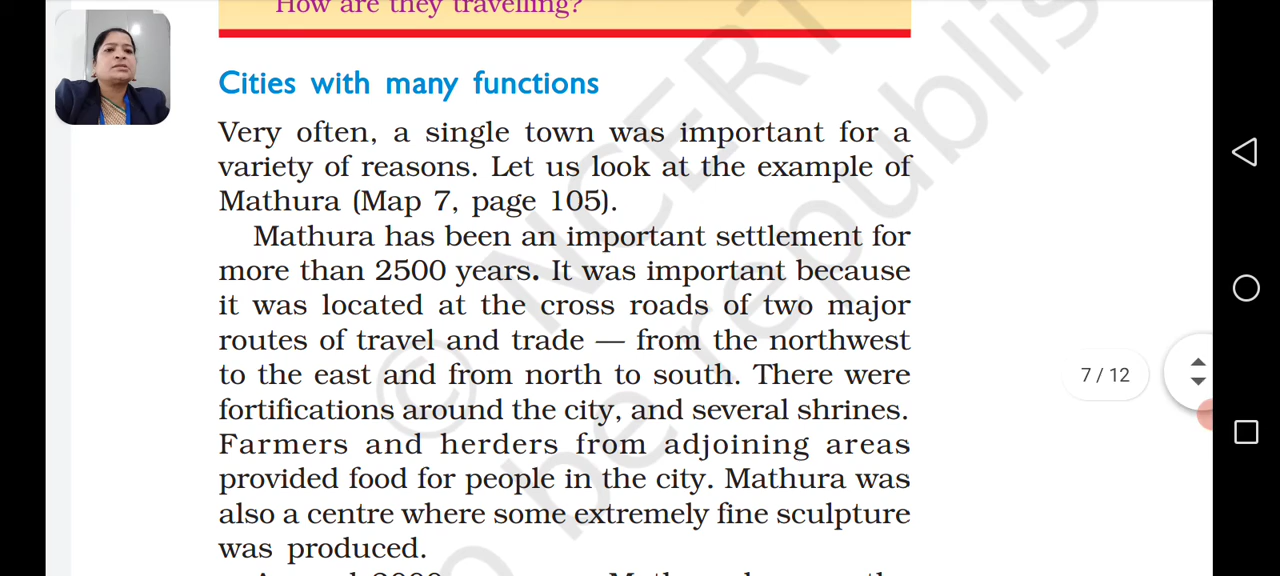 How are they travelling?
Cities with many functions
Very often, a single town was important for a
variety of reasons. Let us look at the example of
Mathura (Map 7, page 105).
Mathura has been an important settlement for
more than 2500 years. It was important because
it was located at the cross roads of two major
routes of travel and trade — from the northwest
to the east and from north to south. There were
fortifications around the city, and several shrines.
Farmers and herders from adjoining areas
provided food for people in the city. Mathura was
also a centre where some extremely fine sculpture
was produced.
7 / 12
© NCERT
be republis